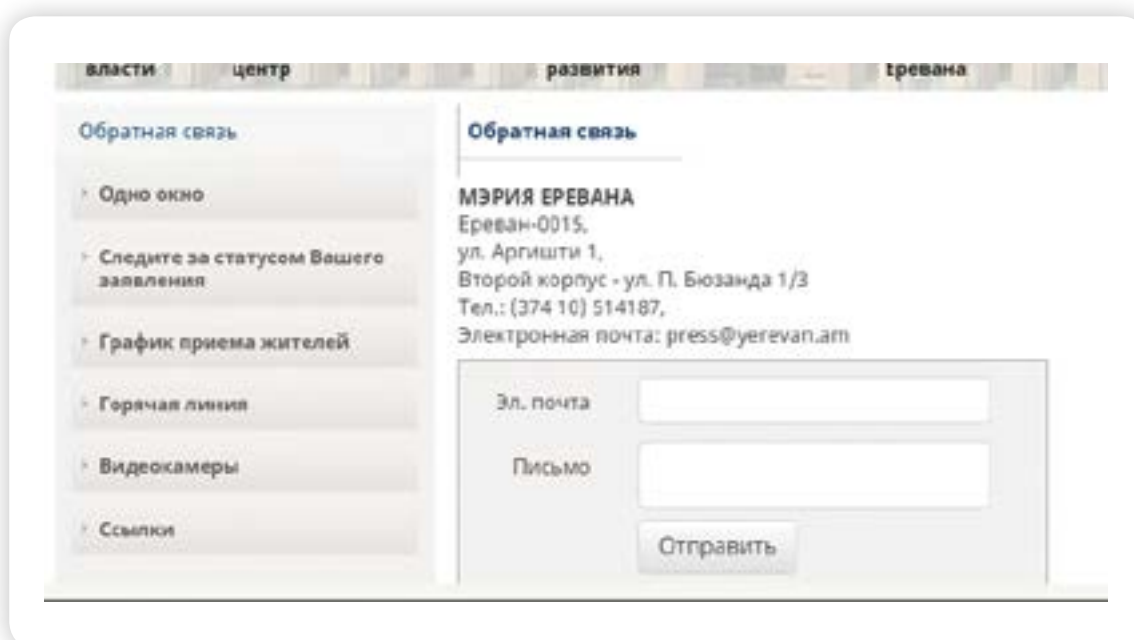 власти центр развития Еревана
Обратная связь
Одно окно
Следите за статусом Вашего
заявления
График приема жителей
Горячая линия
Видеокамеры
Ссылки
Обратная связь
МЭРИЯ ЕРЕВАНА
Ереван-0015,
ул. Аргишти 1,
Второй корпус - ул. П. Бюзанда 1/3
Тел.: (374 10) 514187,
Электронная почта: press@yerevan.am
Эл. почта
Письмо
Отправить